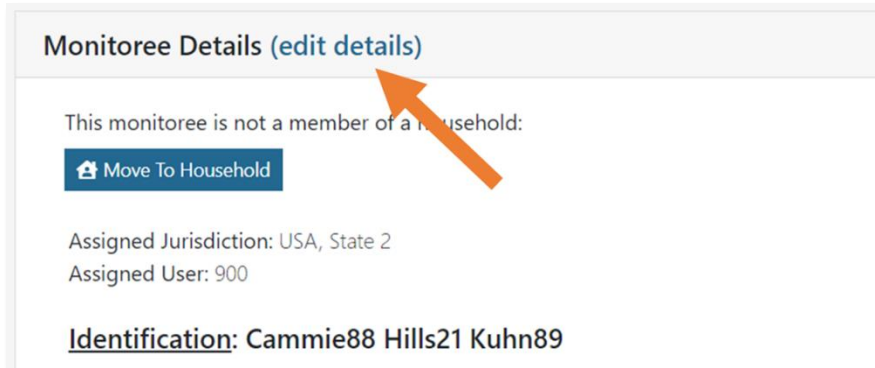 Monitoree Details (edit details)
This monitoree is not a member of a household:
Move To Household
Assigned Jurisdiction: USA, State 2
Assigned User: 900
Identification: Cammie88 Hills21 Kuhn89